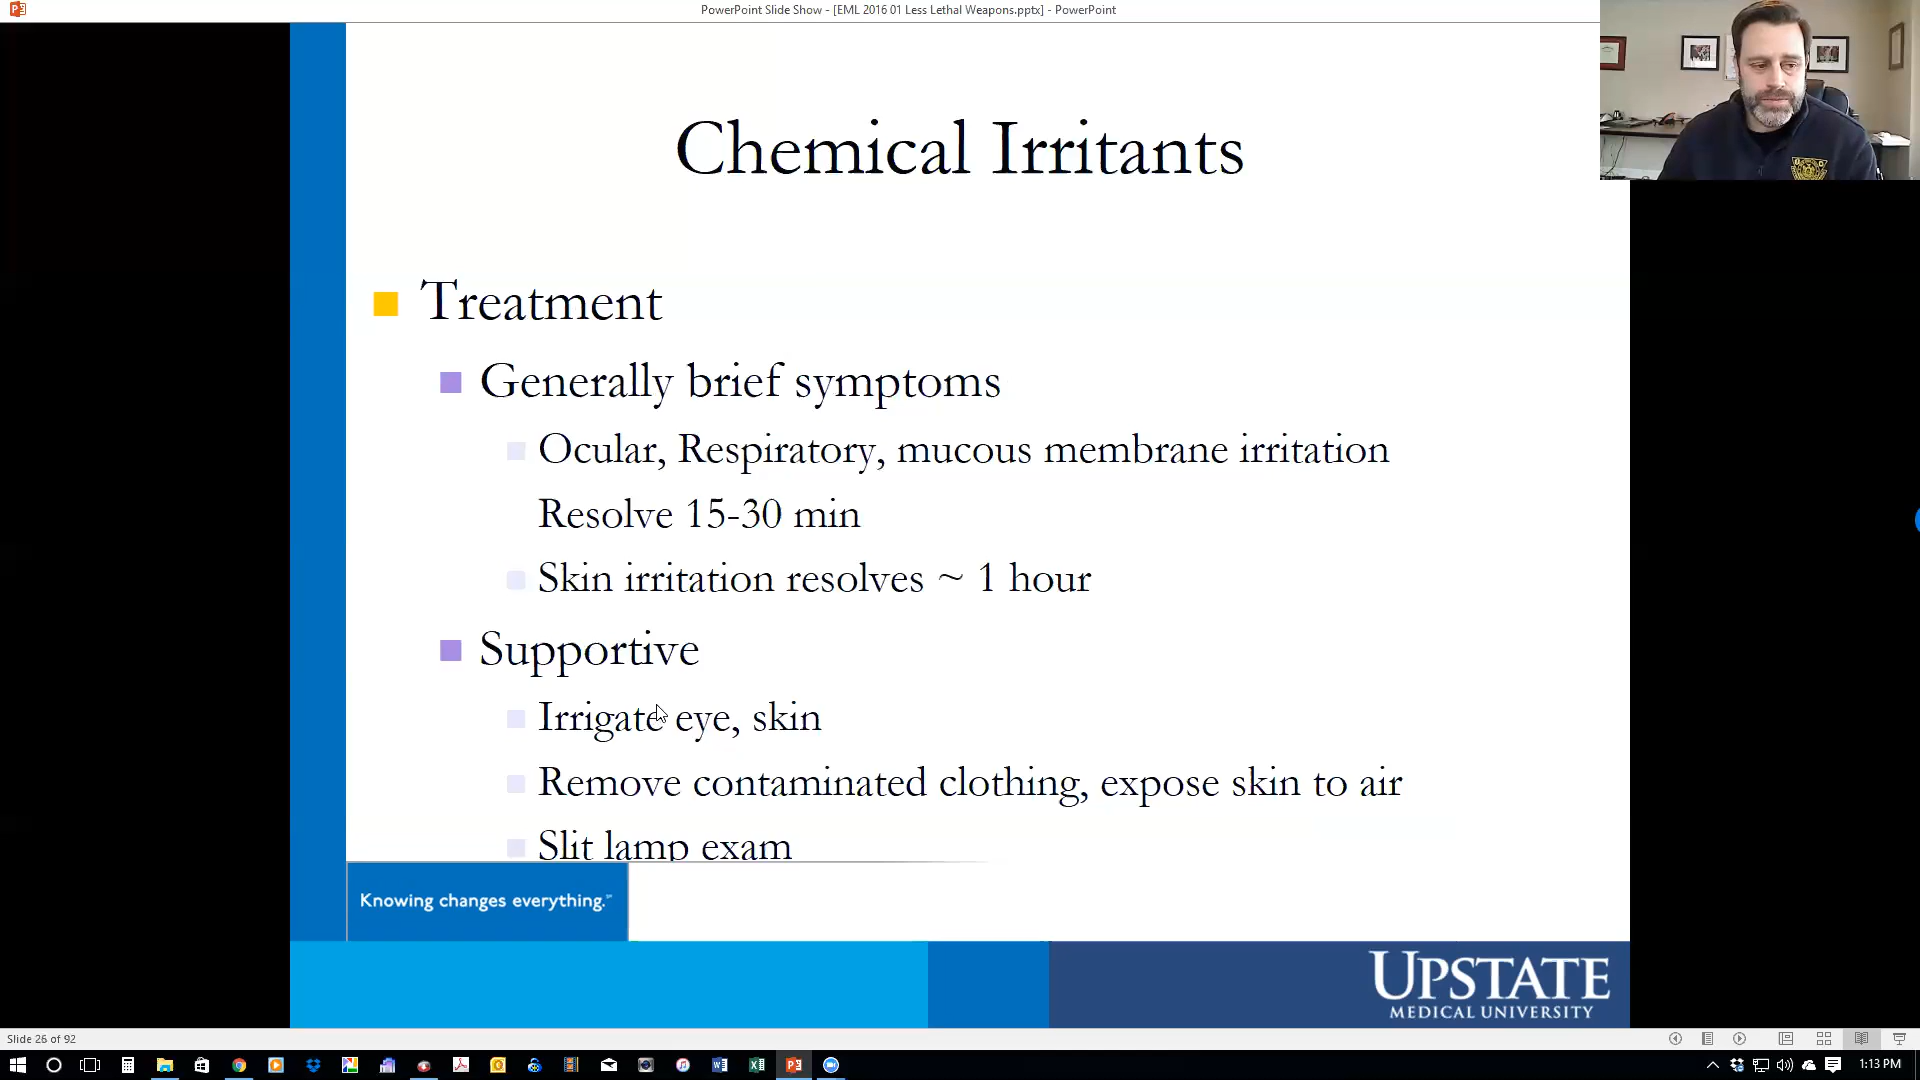 PowerPoint Slide Show - [EML 2016 01 Less Lethal Weapons.pptx] - PowerPoint
Chemical Irritants
Treatment
Generally brief symptoms
Ocular, Respiratory, mucous membrane irritation
Resolve 15-30 min
Skin irritation resolves ~ 1 hour
Supportive
Irrigate eye, skin
Remove contaminated clothing, expose skin to air
Slit lamp exam
Knowing changes everything.
UPSTATE
MEDICAL UNIVERSITY
Slide 26 of 92
1:13 PM